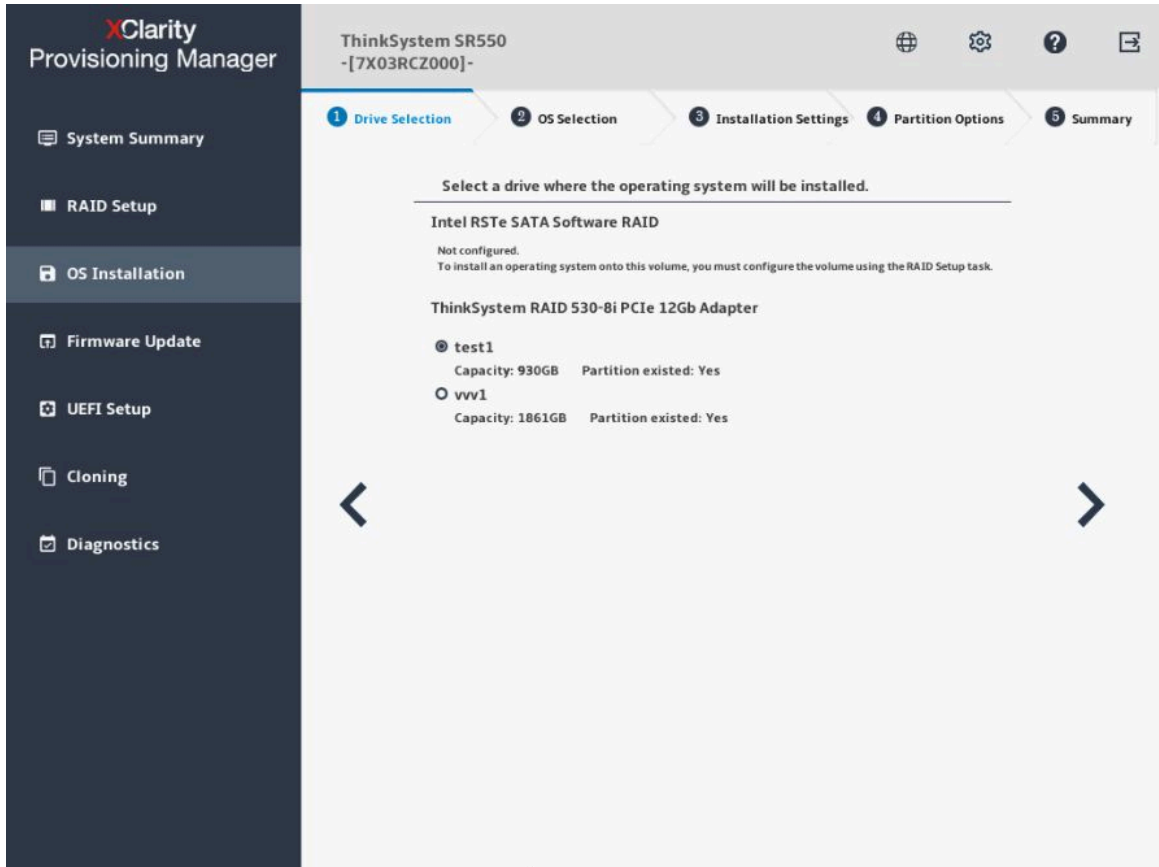 XClarity
Provisioning Manager
ThinkSystem SR550
-[7X03RCZ000]-
System Summary
RAID Setup
OS Installation
Firmware Update
UEFI Setup
Cloning
Diagnostics
1 Drive Selection
2 OS Selection
3 Installation Settings
4 Partition Options
5 Summary
Select a drive where the operating system will be installed.
Intel RSTe SATA Software RAID
Not configured.
To install an operating system onto this volume, you must configure the volume using the RAID Setup task.
ThinkSystem RAID 530-8i PCIe 12Gb Adapter
test1
Capacity: 930GB Partition existed: Yes
vvv1
Capacity: 1861GB Partition existed: Yes